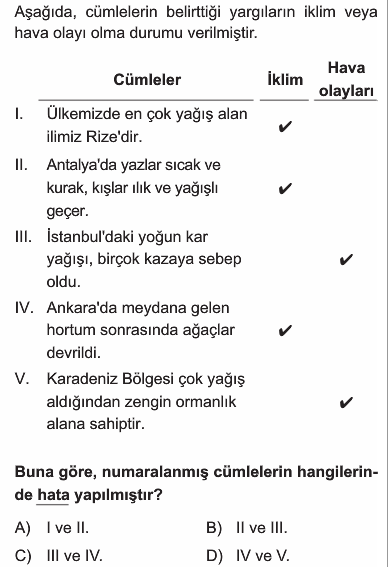 Aşağıda, cümlelerin belirttiği yargıların iklim veya
hava olayı olma durumu verilmiştir.
Cümleler İklim Hava olayları
I. Ülkemizde en çok yağış alan ✔
ilimiz Rize'dir.
II. Antalya'da yazlar sıcak ve
kurak, kışlar ılık ve yağışlı ✔
geçer.
III. İstanbul'daki yoğun kar
yağışı, birçok kazaya sebep ✔
oldu.
IV. Ankara'da meydana gelen
hortum sonrasında ağaçlar ✔
devrildi.
V. Karadeniz Bölgesi çok yağış
aldığından zengin ormanlık ✔
alana sahiptir.
Buna göre, numaralanmış cümlelerin hangilerin-
de hata yapılmıştır?
A) I ve II. B) II ve III.
C) III ve IV. D) IV ve V.